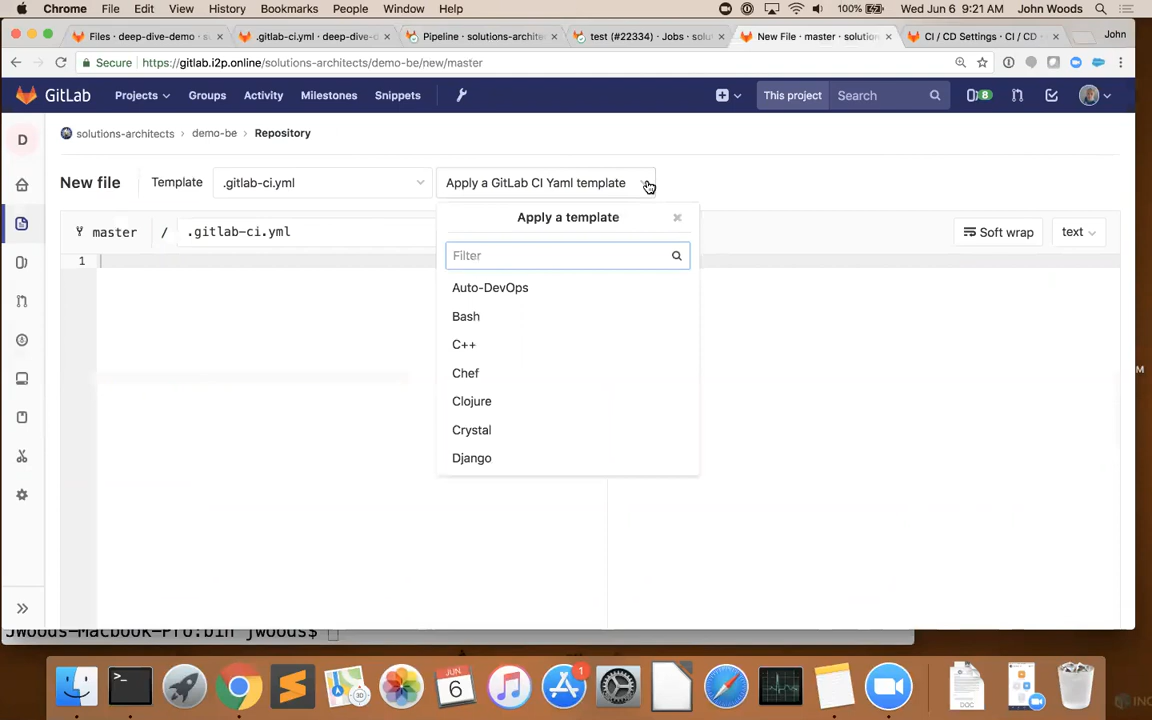 Chrome File Edit View History Bookmarks People Window Help 100% Wed Jun 6 9:21 AM John Woods
Files · deep-dive-demo · s × .gitlab-ci.yml · deep-dive-d × Pipeline · solutions-archite × test (#22334) · Jobs · solu × New File · master · solution × CI / CD Settings · CI / CD × John
Secure https://gitlab.i2p.online/solutions-architects/demo-be/new/master
GitLab Projects Groups Activity Milestones Snippets This project Search 8
D solutions-architects › demo-be › Repository
New file Template .gitlab-ci.yml Apply a GitLab CI Yaml template
Apply a template ×
master / .gitlab-ci.yml Soft wrap text
Filter
1
Auto-DevOps
Bash
C++
Chef
Clojure
Crystal
Django
JWoods-Macbook-Pro:bin jwoods$
JUN
6
1
DOC